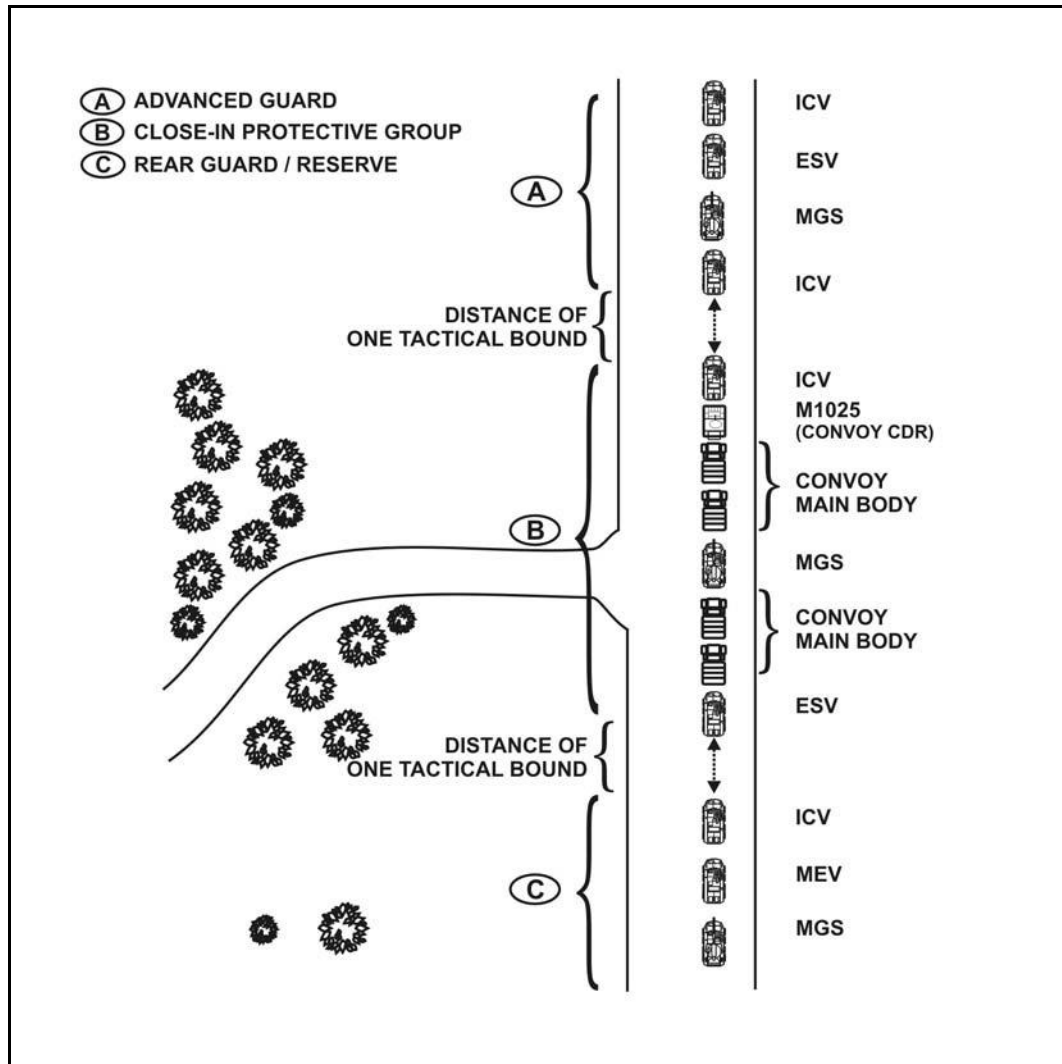 A ADVANCED GUARD
B CLOSE-IN PROTECTIVE GROUP
C REAR GUARD / RESERVE
ICV
ESV
A
MGS
ICV
DISTANCE OF
ONE TACTICAL BOUND
ICV
M1025
(CONVOY CDR)
CONVOY
MAIN BODY
B
MGS
CONVOY
MAIN BODY
ESV
DISTANCE OF
ONE TACTICAL BOUND
ICV
MEV
C
MGS